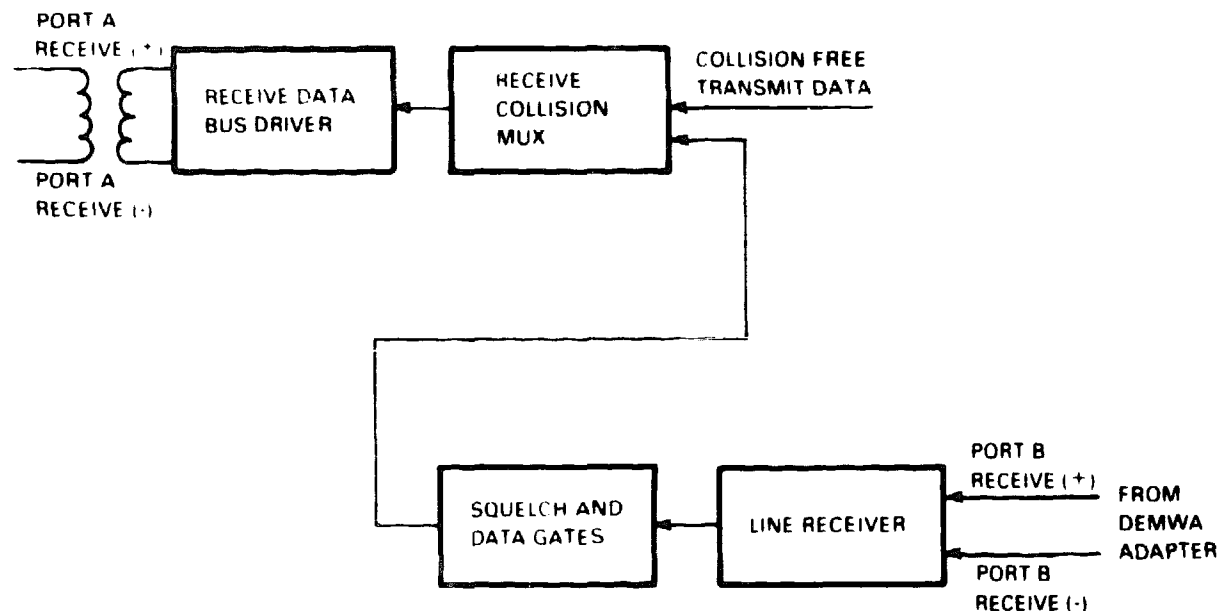 PORT A
RECEIVE (+)
RECEIVE DATA
BUS DRIVER
RECEIVE
COLLISION
MUX
COLLISION FREE
TRANSMIT DATA
PORT A
RECEIVE (-)
SQUELCH AND
DATA GATES
LINE RECEIVER
PORT B
RECEIVE (+)
FROM
DEMWA
ADAPTER
PORT B
RECEIVE (-)